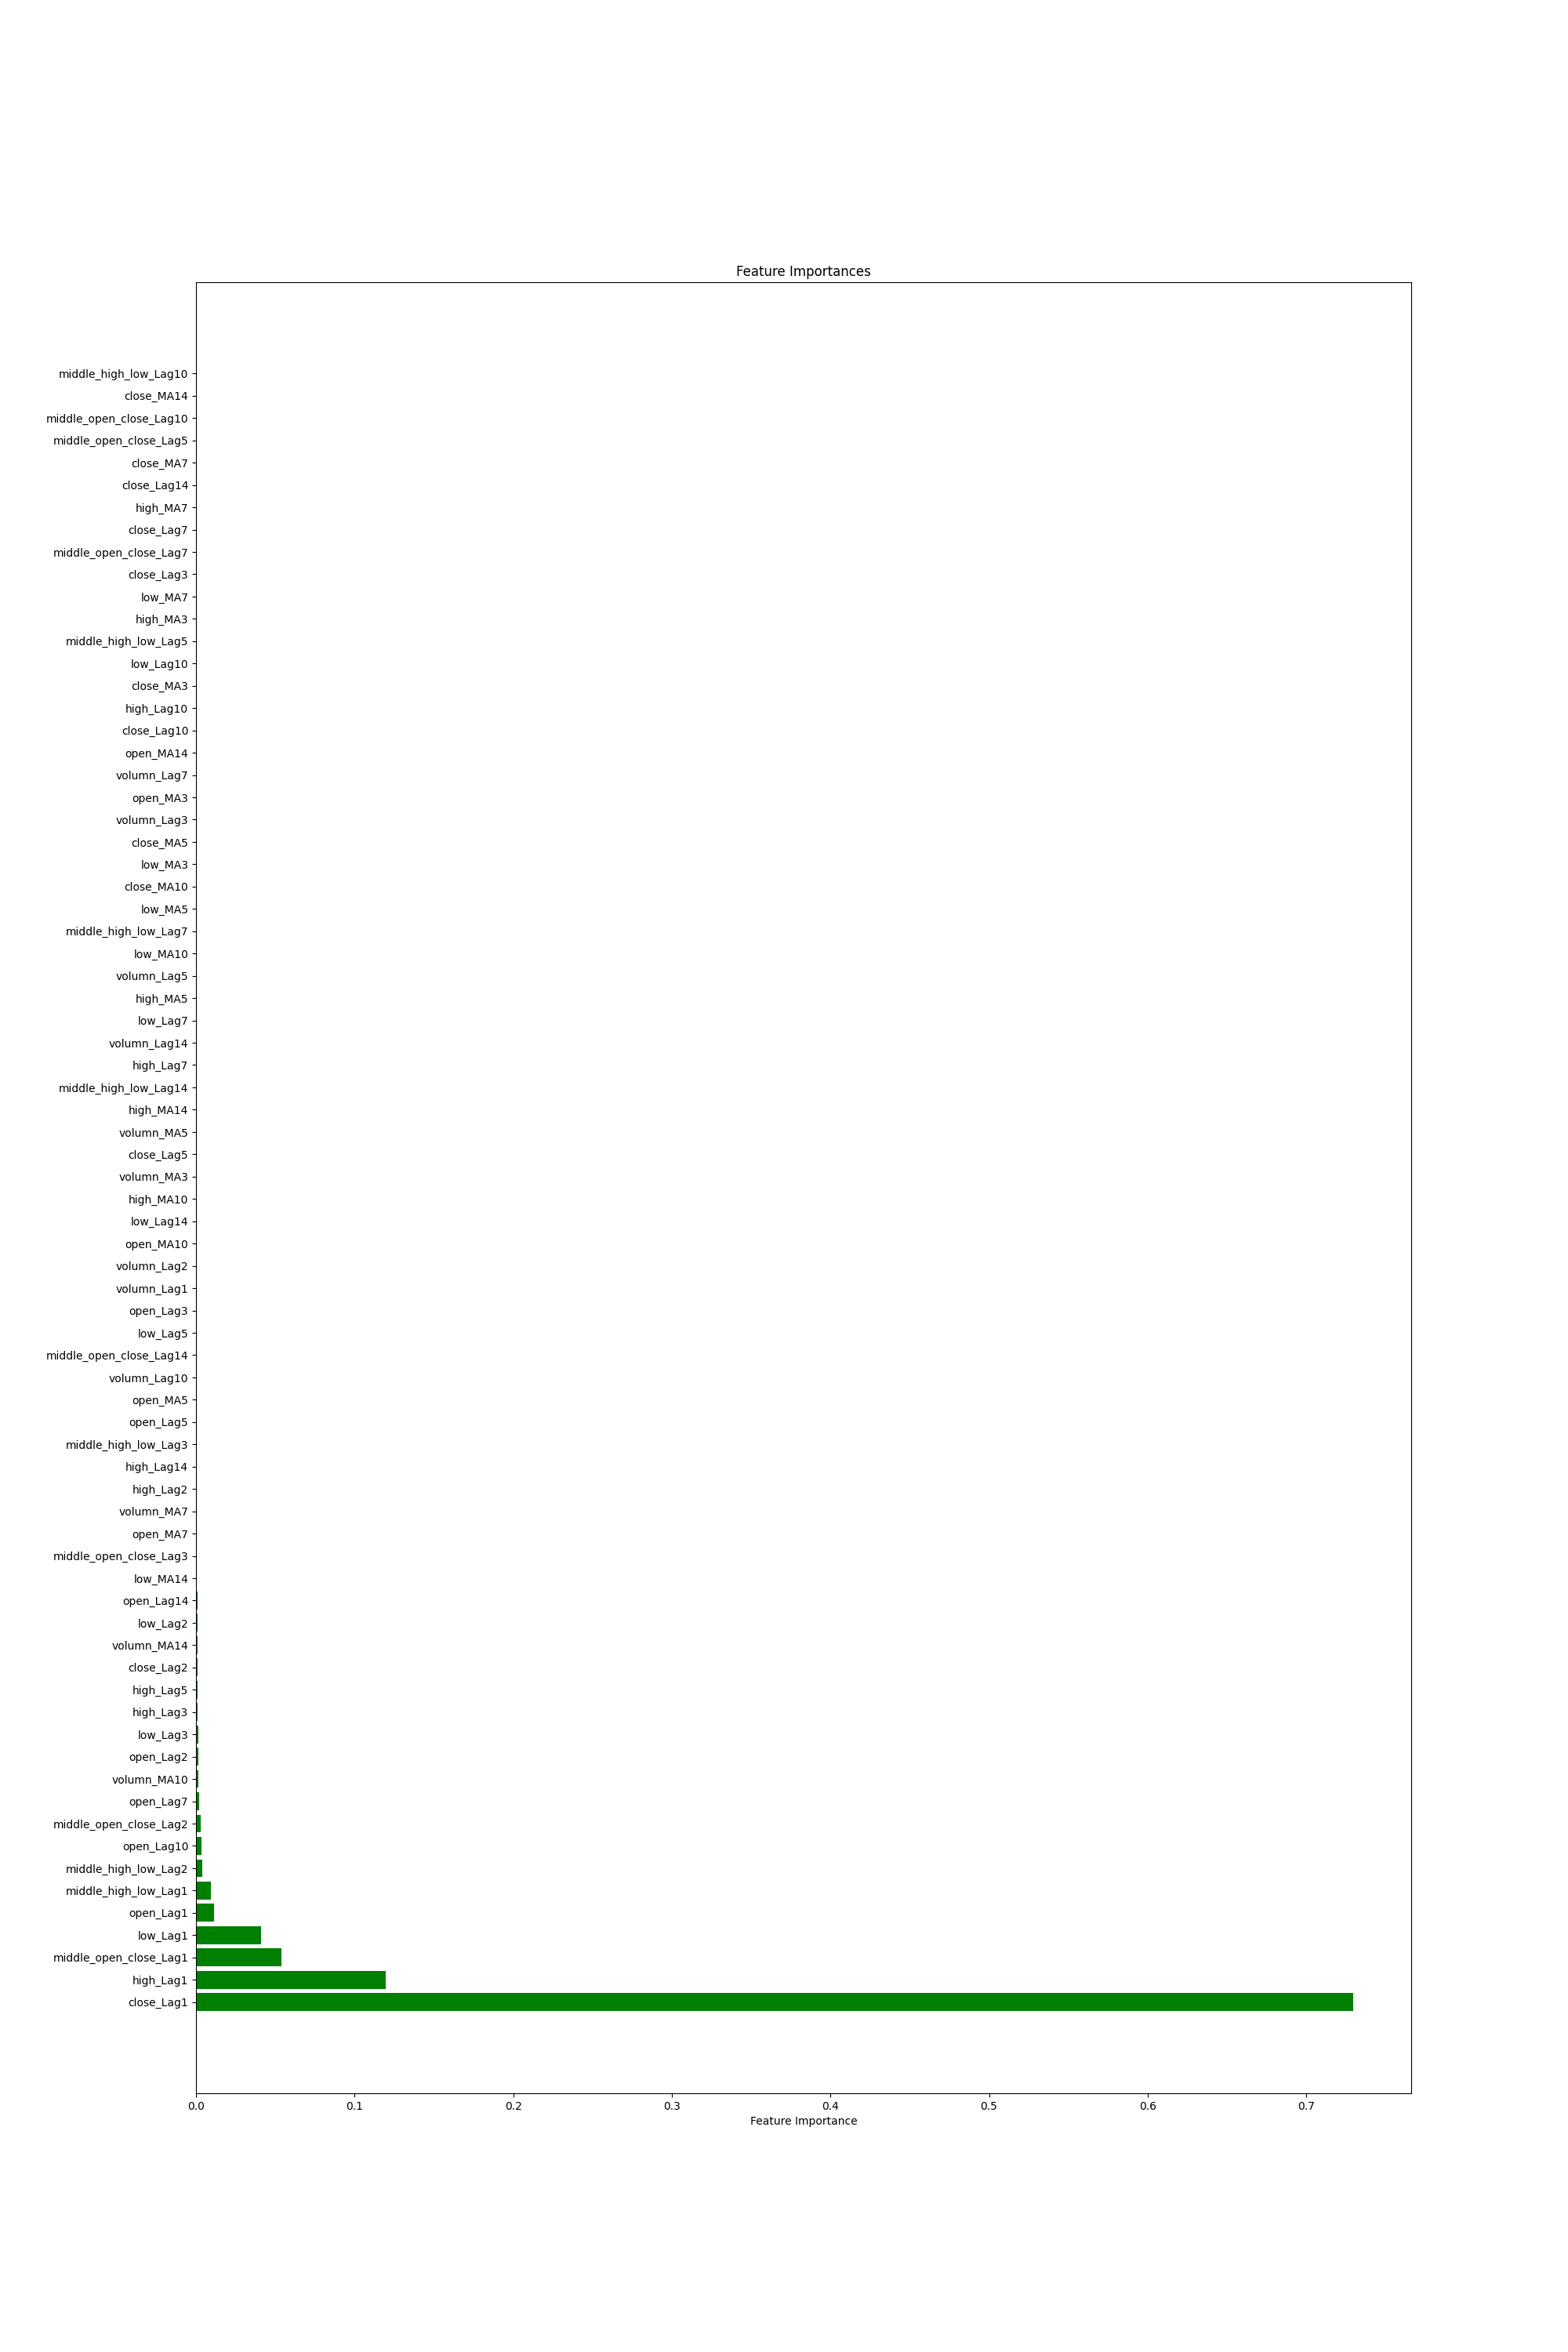 Feature Importances
middle_high_low_Lag10
close_MA14
middle_open_close_Lag10
middle_open_close_Lag5
close_MA7
close_Lag14
high_MA7
close_Lag7
middle_open_close_Lag7
close_Lag3
low_MA7
high_MA3
middle_high_low_Lag5
low_Lag10
close_MA3
high_Lag10
close_Lag10
open_MA14
volumn_Lag7
open_MA3
volumn_Lag3
close_MA5
low_MA3
close_MA10
low_MA5
middle_high_low_Lag7
low_MA10
volumn_Lag5
high_MA5
low_Lag7
volumn_Lag14
high_Lag7
middle_high_low_Lag14
high_MA14
volumn_MA5
close_Lag5
volumn_MA3
high_MA10
low_Lag14
open_MA10
volumn_Lag2
volumn_Lag1
open_Lag3
low_Lag5
middle_open_close_Lag14
volumn_Lag10
open_MA5
open_Lag5
middle_high_low_Lag3
high_Lag14
high_Lag2
volumn_MA7
open_MA7
middle_open_close_Lag3
low_MA14
open_Lag14
low_Lag2
volumn_MA14
close_Lag2
high_Lag5
high_Lag3
low_Lag3
open_Lag2
volumn_MA10
open_Lag7
middle_open_close_Lag2
open_Lag10
middle_high_low_Lag2
middle_high_low_Lag1
open_Lag1
low_Lag1
middle_open_close_Lag1
high_Lag1
close_Lag1
0.0 0.1 0.2 0.3 0.4 0.5 0.6 0.7
Feature Importance